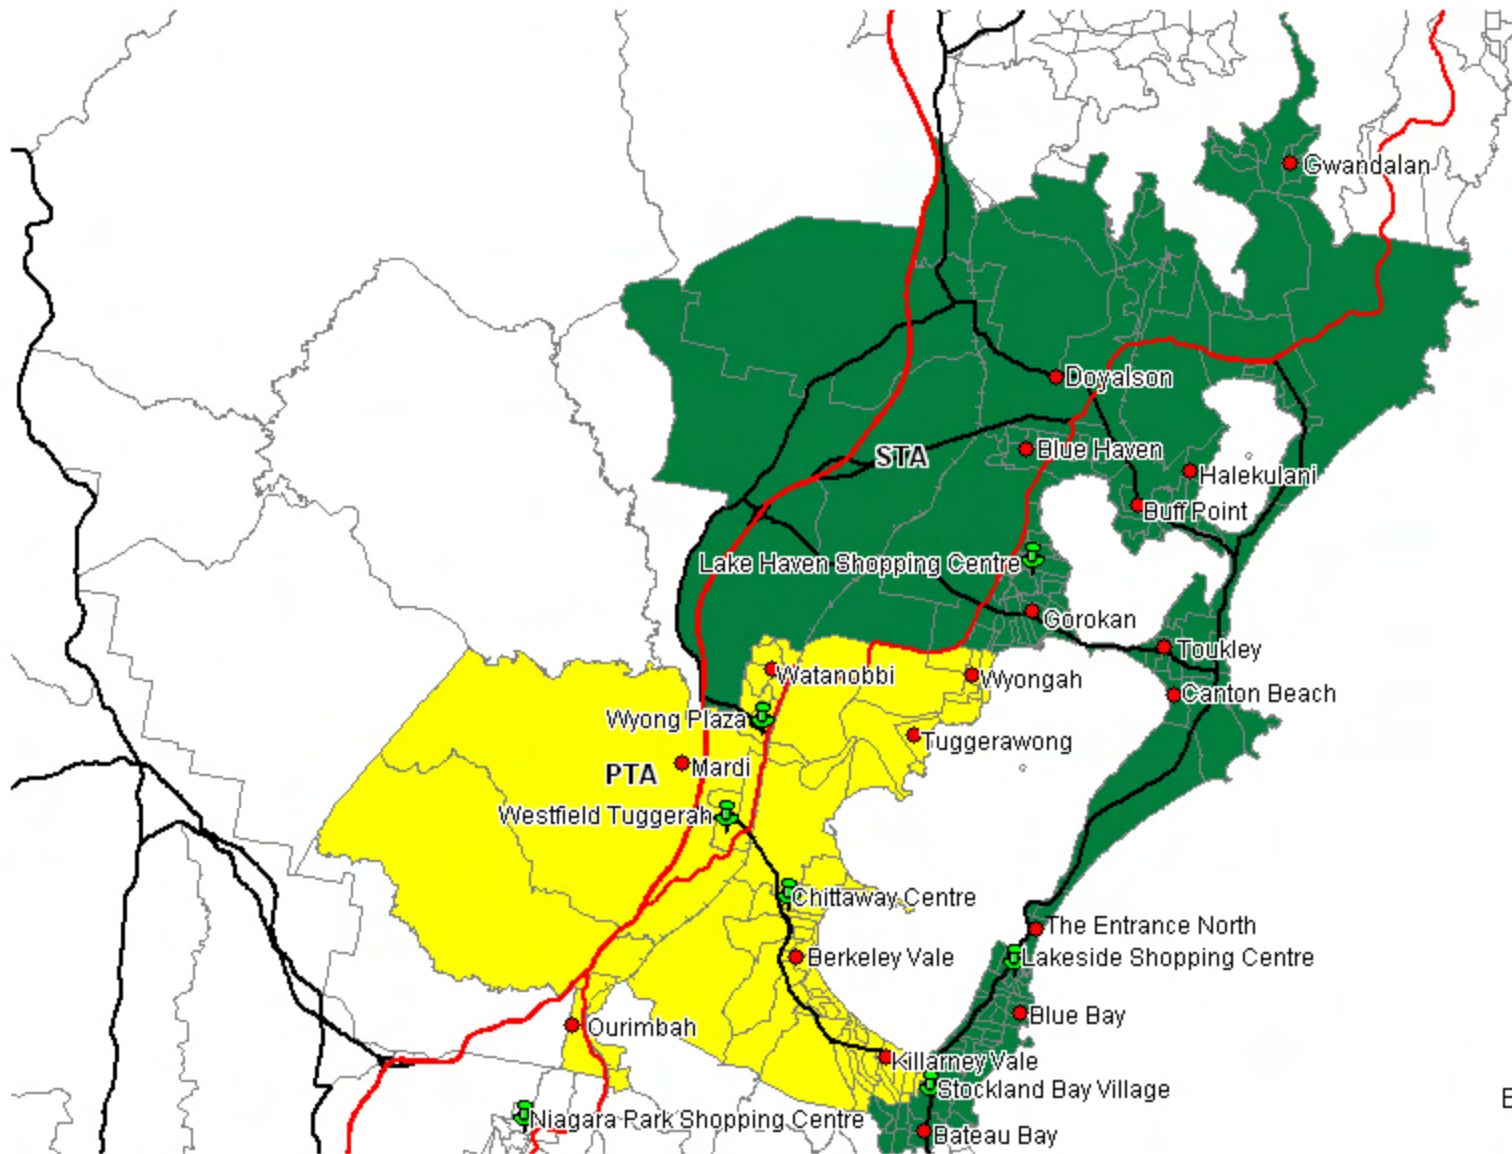 Gwandalan
Doyalson
Blue Haven
STA
Halekulani
Buff Point
Lake Haven Shopping Centre
Gorokan
Toukley
Watanobbi
Wyongah
Canton Beach
Wyong Plaza
Tuggerawong
Mardi
PTA
Westfield Tuggerah
Chittaway Centre
The Entrance North
Berkeley Vale
Lakeside Shopping Centre
Blue Bay
Ourimbah
Killarney Vale
Stockland Bay Village
Niagara Park Shopping Centre
Bateau Bay